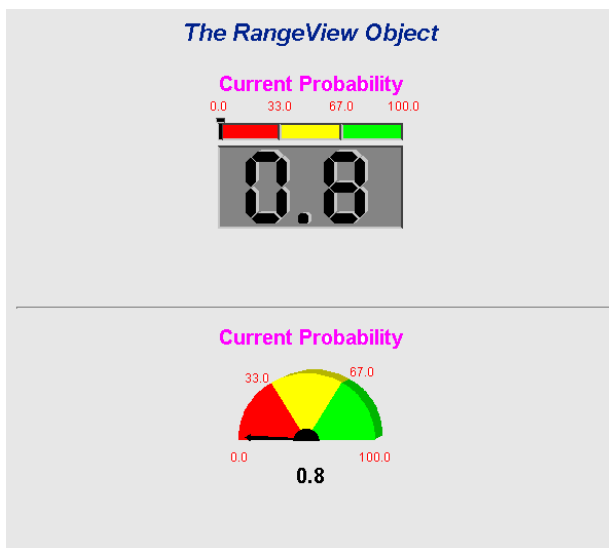 The RangeView Object
Current Probability
0.0 33.0 67.0 100.0
0.8
Current Probability
33.0 67.0
0.0 100.0
0.8